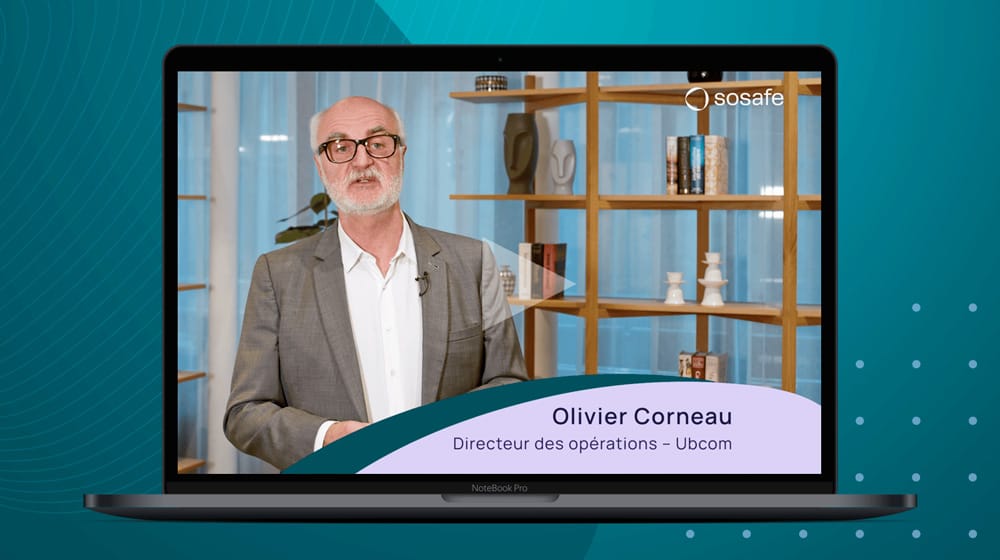 sosafe
Olivier Corneau
Directeur des opérations – Ubcom
NoteBook Pro